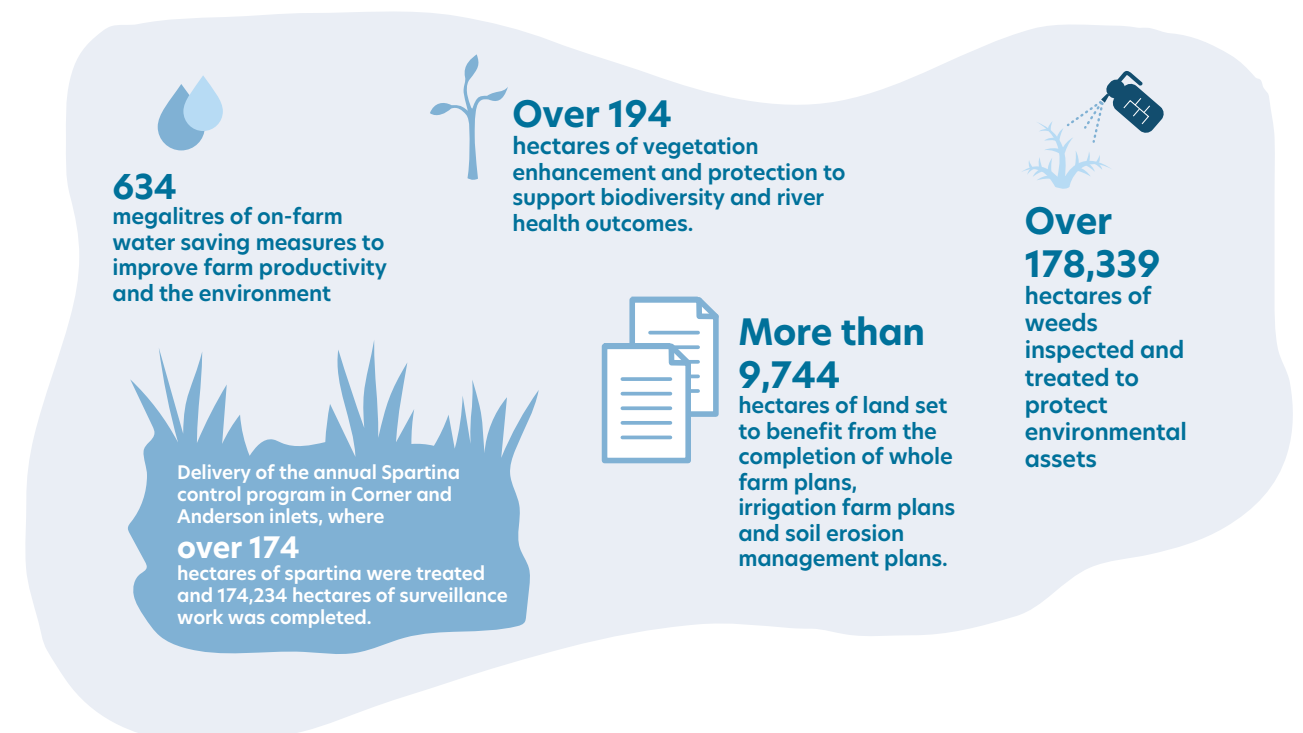 634
megalitres of on-farm
water saving measures to
improve farm productivity
and the environment
Over 194
hectares of vegetation
enhancement and protection to
support biodiversity and river
health outcomes.
Over
178,339
hectares of
weeds
inspected and
treated to
protect
environmental
assets
More than
9,744
hectares of land set
to benefit from the
completion of whole
farm plans,
irrigation farm plans
and soil erosion
management plans.
Delivery of the annual Spartina
control program in Corner and
Anderson inlets, where
over 174
hectares of spartina were treated
and 174,234 hectares of surveillance
work was completed.